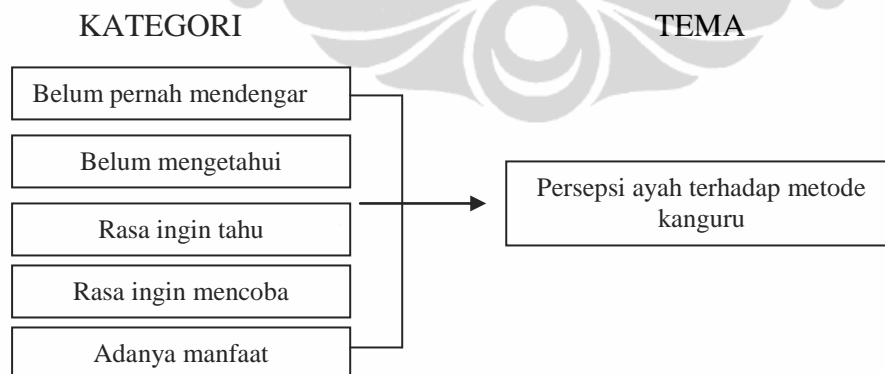 KATEGORI
TEMA
Belum pernah mendengar
Belum mengetahui
Rasa ingin tahu
Rasa ingin mencoba
Adanya manfaat
Persepsi ayah terhadap metode
kanguru